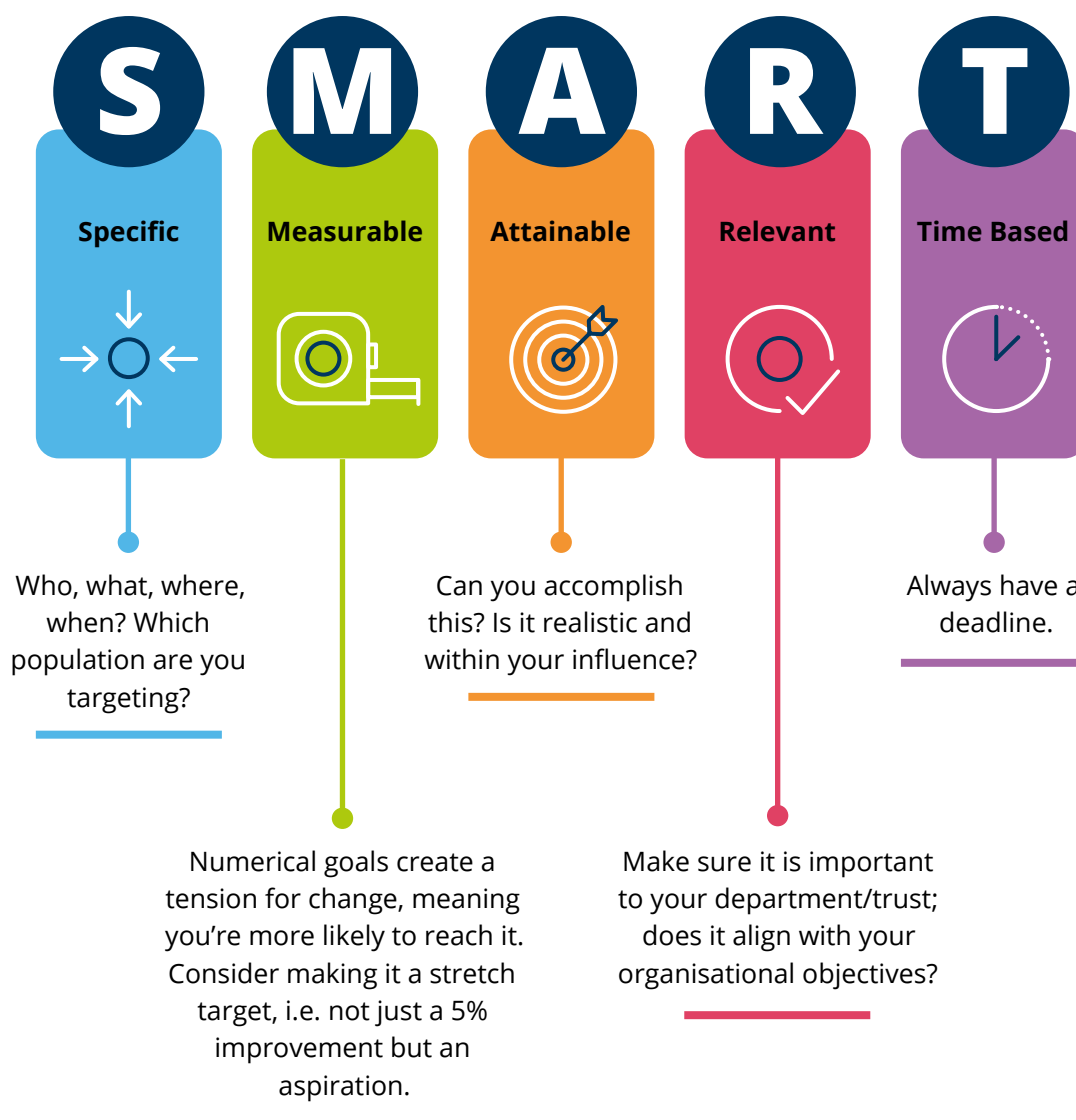 S
M
A
R
T
Specific
Measurable
Attainable
Relevant
Time Based
Who, what, where,
when? Which
population are you
targeting?
Numerical goals create a
tension for change, meaning
you're more likely to reach it.
Consider making it a stretch
target, i.e. not just a 5%
improvement but an
aspiration.
Can you accomplish
this? Is it realistic and
within your influence?
Make sure it is important
to your department/trust;
does it align with your
organisational objectives?
Always have a
deadline.